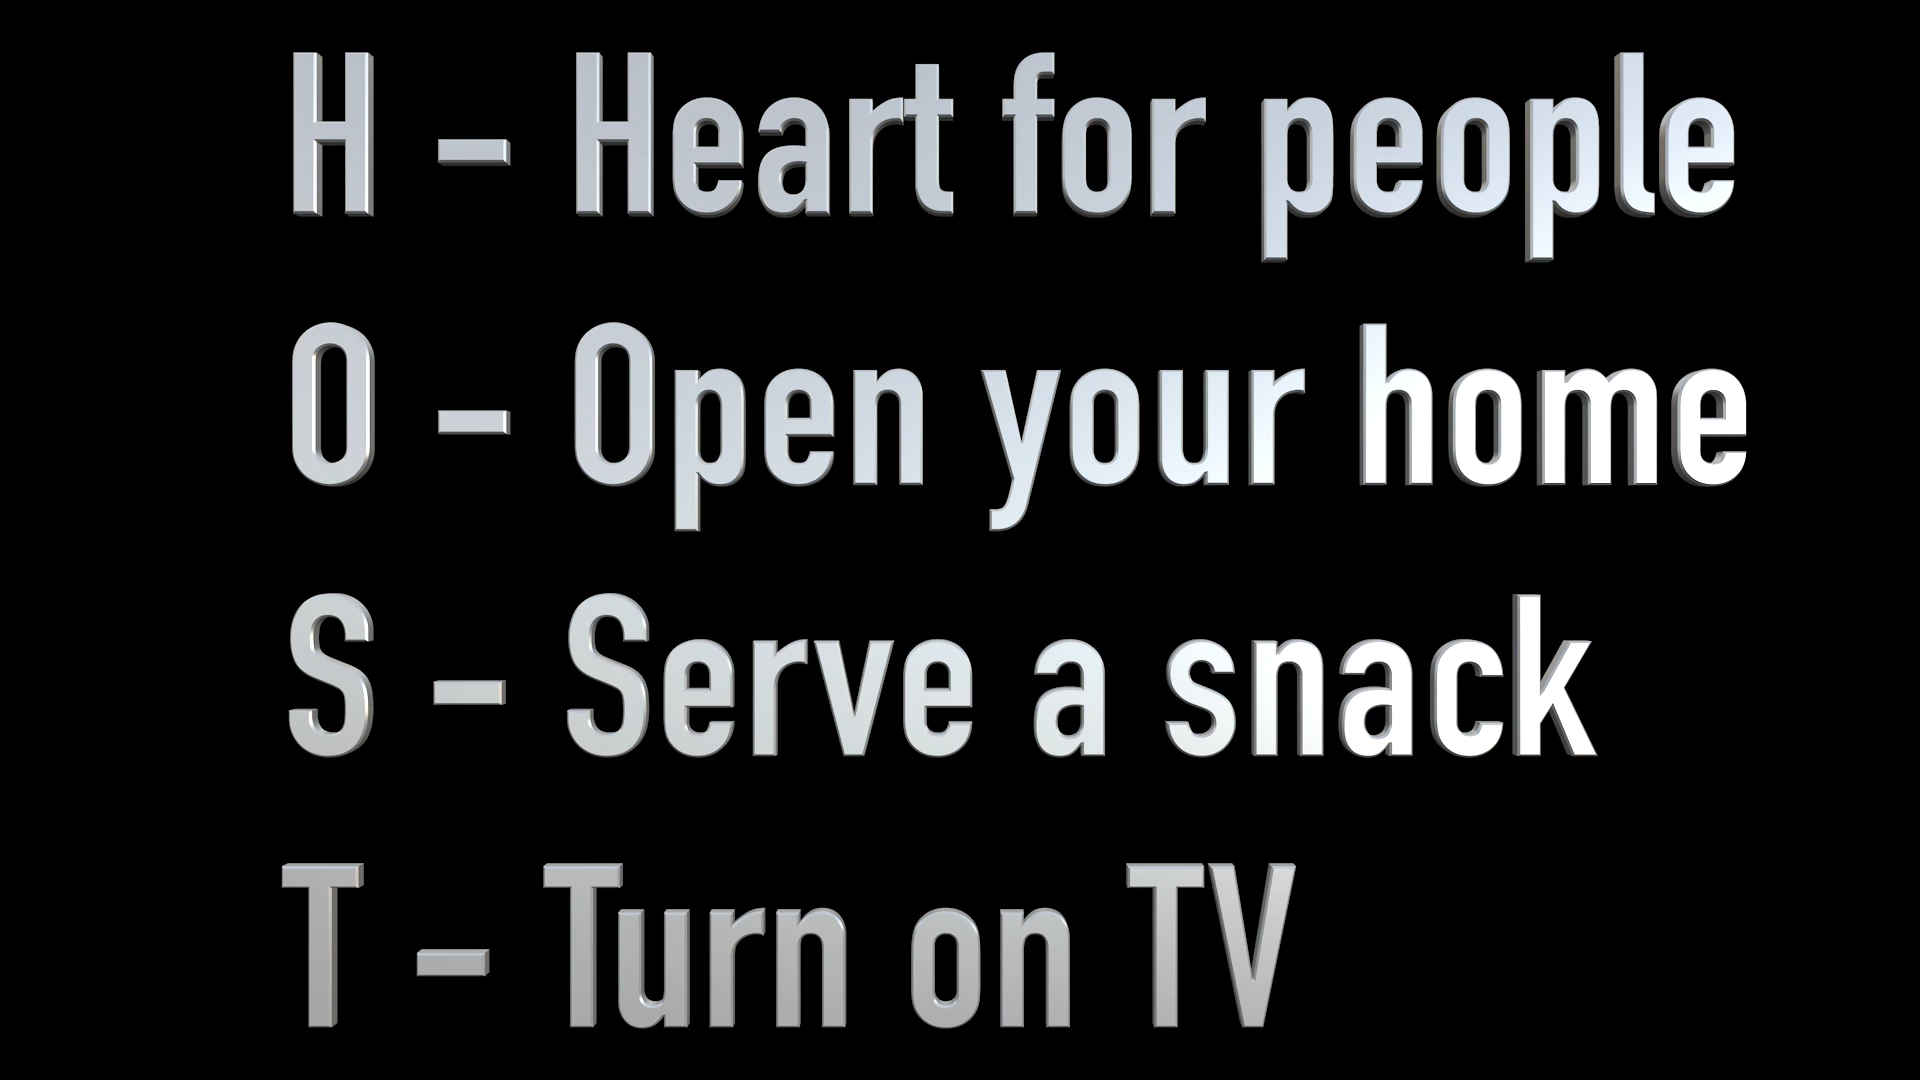 H – Heart for people
O – Open your home
S – Serve a snack
T – Turn on TV